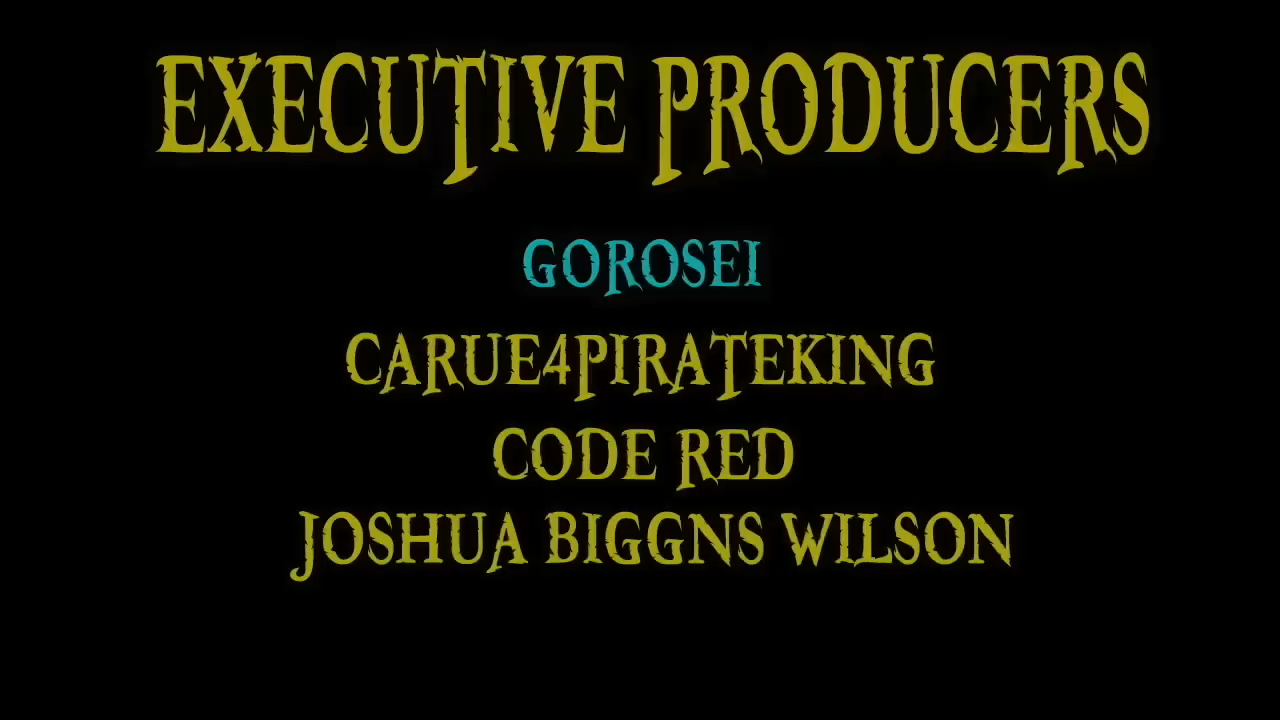 EXECUTIVE PRODUCERS
GOROSEI
CARUE4PIRATEKING
CODE RED
JOSHUA BIGGNS WILSON